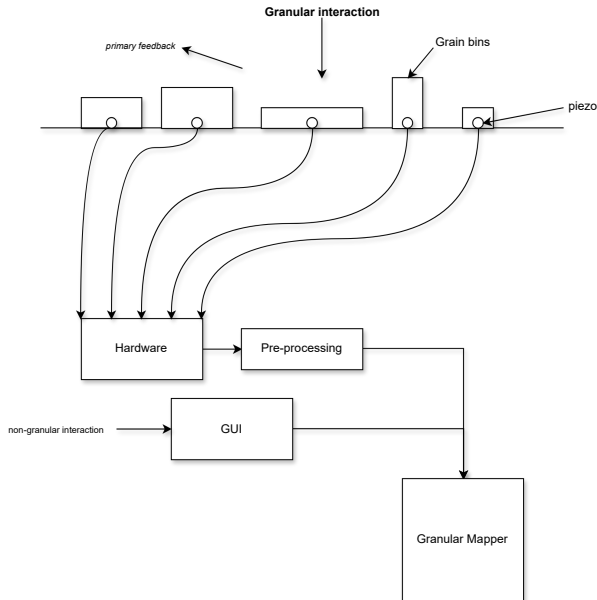 Granular interaction
primary feedback
Grain bins
piezo
Hardware
Pre-processing
non-granular interaction
GUI
Granular Mapper